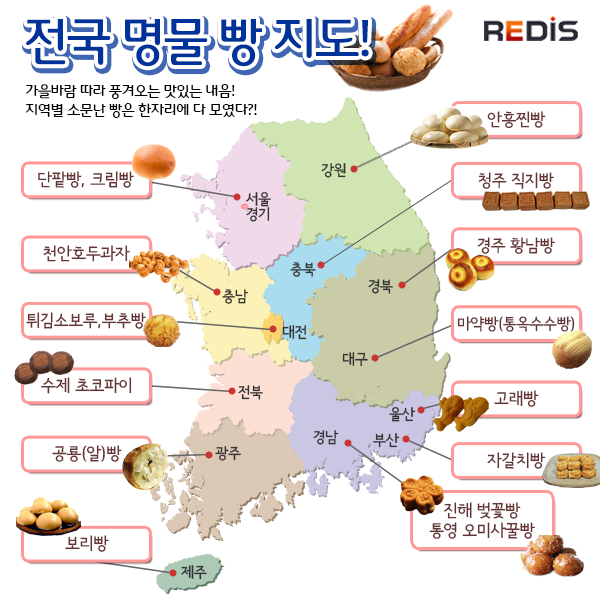 전국 명물 빵 지도!
REDIS
가을바람 따라 풍겨오는 맛있는 내음!
지역별 소문난 빵은 한자리에 다 모였다?!
안흥찐빵
단팥빵, 크림빵
강원
청주 직지빵
서울
경기
천안호두과자
경주 황남빵
충북
충남
경북
튀김소보루,부추빵
대전
마약빵(통옥수수빵)
대구
수제 초코파이
전북
고래빵
울산
공룡(알)빵
광주
경남
부산
자갈치빵
진해 벚꽃빵
통영 오미사꿀빵
보리빵
제주